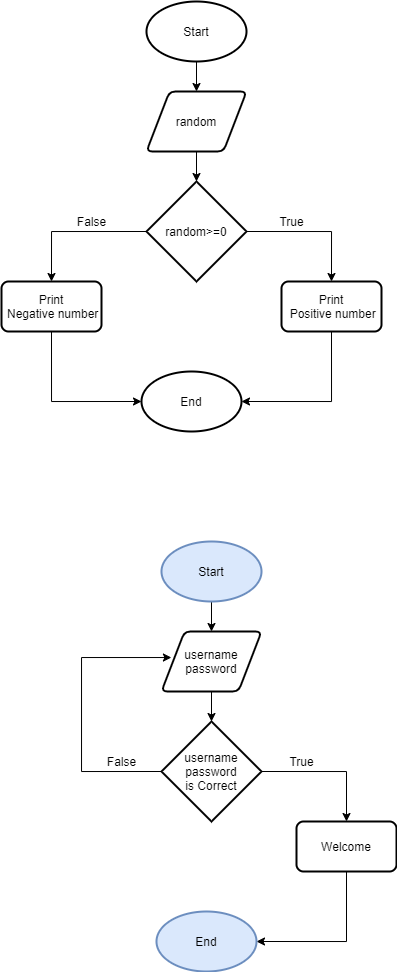 Start
random
random>=0
False
True
Print
Negative number
Print
Positive number
End
Start
username
password
username
password
is Correct
False
True
Welcome
End